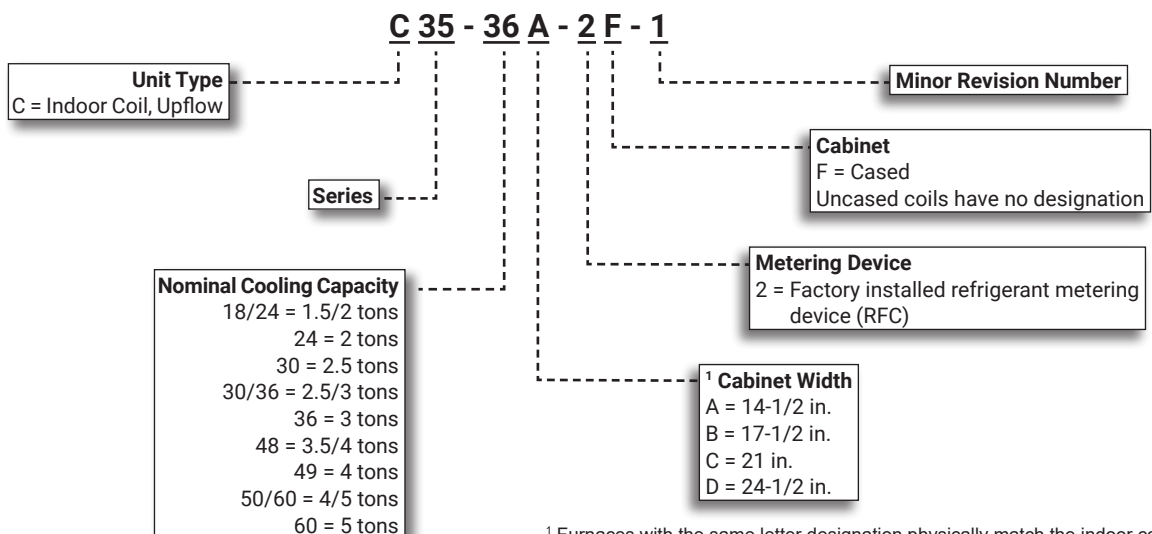 C 35 - 36 A - 2 F - 1
Unit Type
C = Indoor Coil, Upflow
Minor Revision Number
Cabinet
F = Cased
Uncased coils have no designation
Series
Metering Device
2 = Factory installed refrigerant metering
device (RFC)
Nominal Cooling Capacity
18/24 = 1.5/2 tons
24 = 2 tons
30 = 2.5 tons
30/36 = 2.5/3 tons
36 = 3 tons
48 = 3.5/4 tons
49 = 4 tons
50/60 = 4/5 tons
60 = 5 tons
1 Cabinet Width
A = 14-1/2 in.
B = 17-1/2 in.
C = 21 in.
D = 24-1/2 in.
1 Furnaces with the same letter designation physically match the indoor